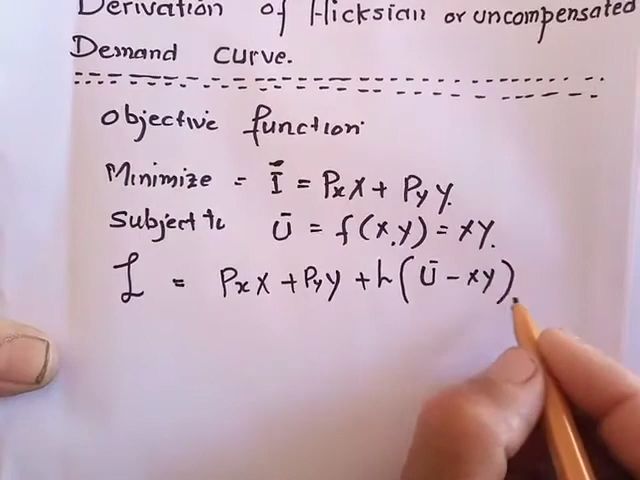 Derivation of Hicksian or uncompensated
Demand curve.
Objective function
Minimize = Ī = PxX + PyY.
Subject to Ū = f(x,y) = XY.
L = PxX + PyY + h(Ū - XY)